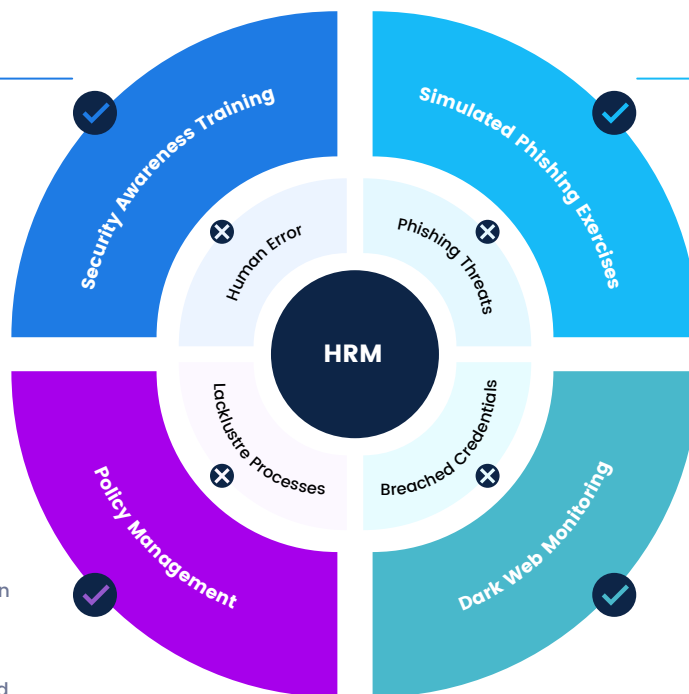 Security Awareness Training
Simulated Phishing Exercises
Human Error
Phishing Threats
HRM
Lacklustre Processes
Breached Credentials
Policy Management
Dark Web Monitoring